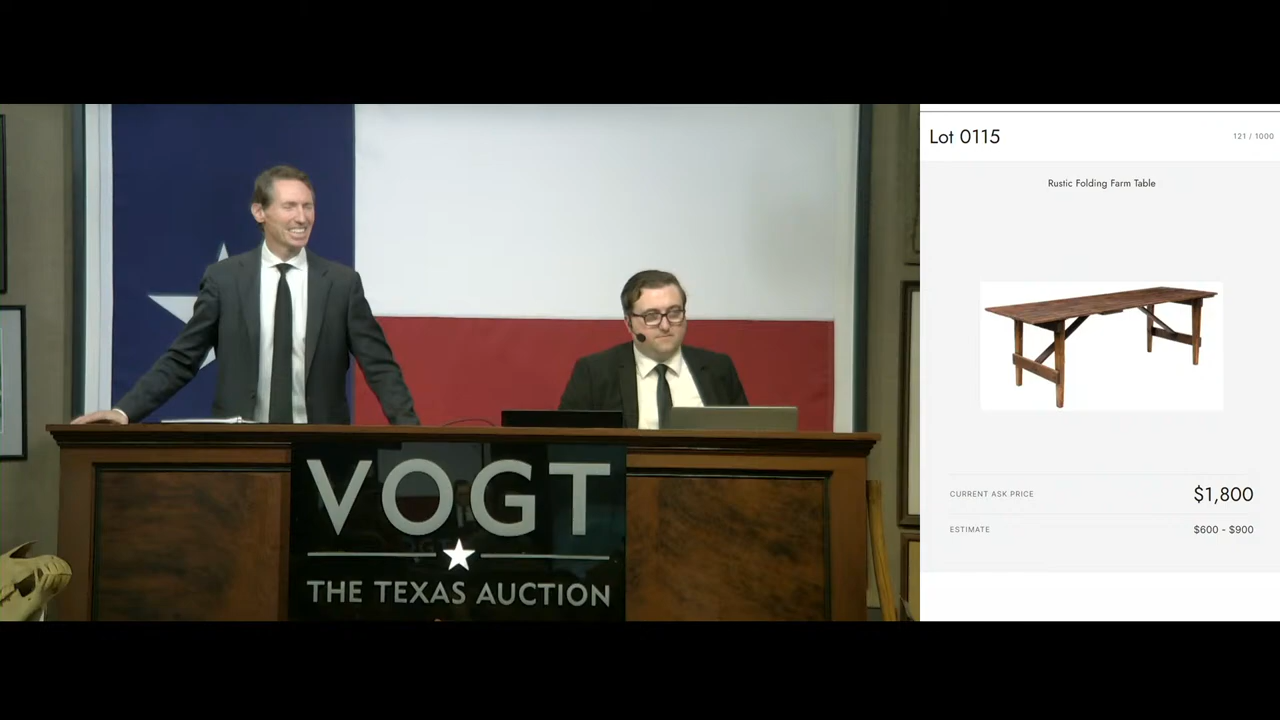 VOGT
THE TEXAS AUCTION
Lot 0115
121 / 1000
Rustic Folding Farm Table
CURRENT ASK PRICE
$1,800
ESTIMATE
$600 - $900